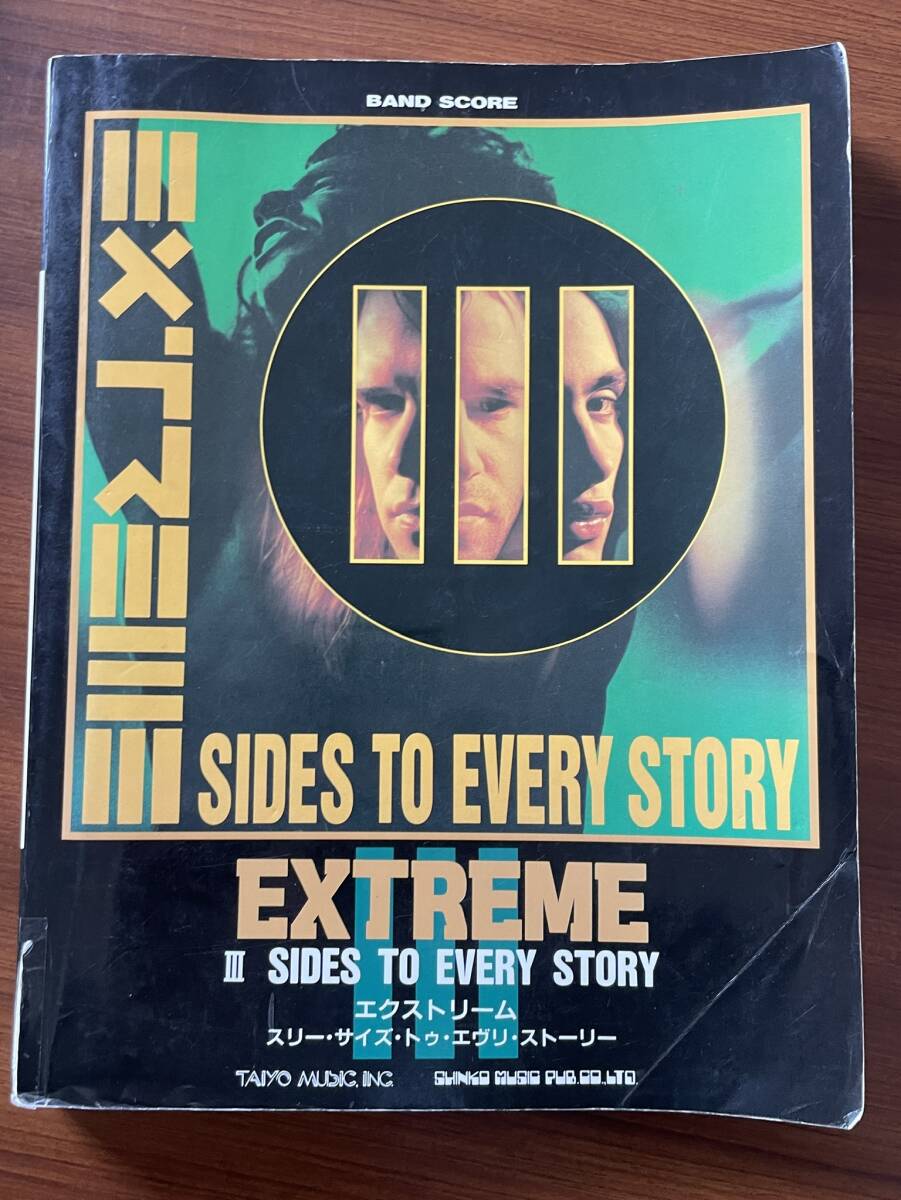 BAND SCORE
EXTREME
III
SIDES TO EVERY STORY
EXTREME
III SIDES TO EVERY STORY
エクストリーム
スリー・サイズ・トゥ・エヴリ・ストーリー
TAIYO MUSIC, INC. SHINKO MUSIC PUB. CO., LTD.